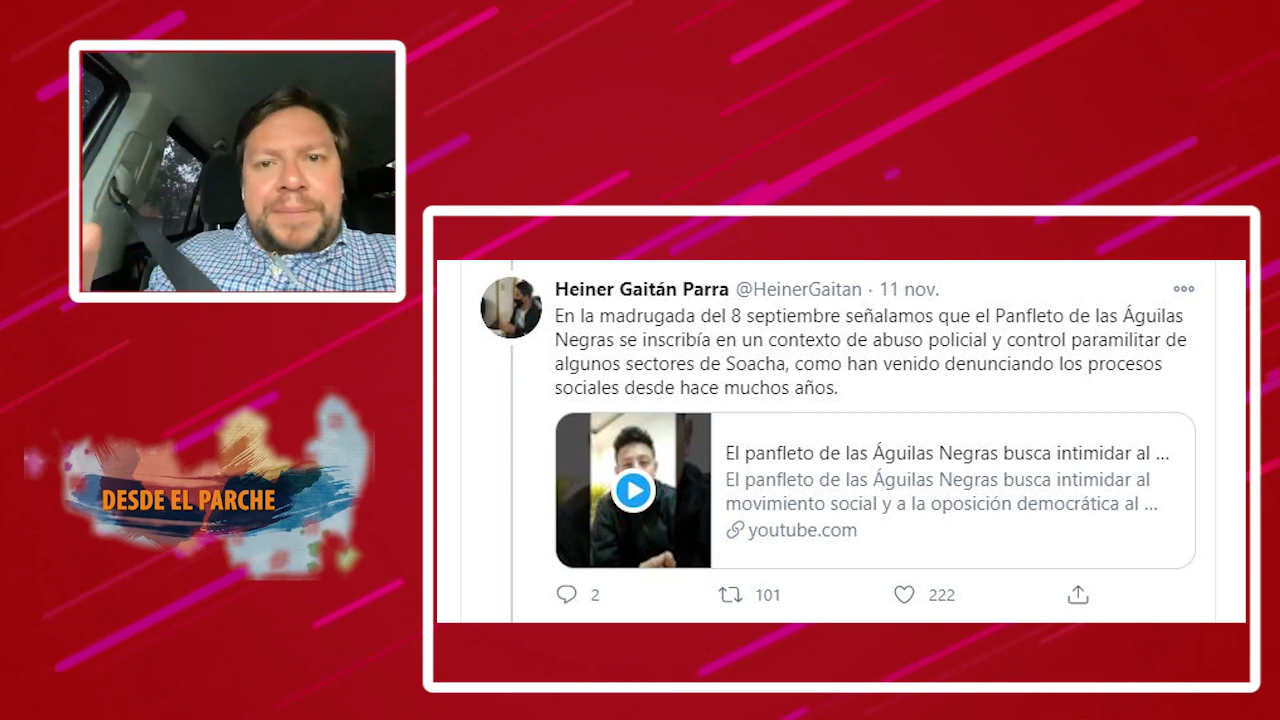 Heiner Gaitán Parra @HeinerGaitan · 11 nov.
En la madrugada del 8 septiembre señalamos que el Panfleto de las Águilas
Negras se inscribía en un contexto de abuso policial y control paramilitar de
algunos sectores de Soacha, como han venido denunciando los procesos
sociales desde hace muchos años.
El panfleto de las Águilas Negras busca intimidar al ...
El panfleto de las Águilas Negras busca intimidar al
movimiento social y a la oposición democrática al ...
youtube.com
2 101 222
DESDE EL PARCHE